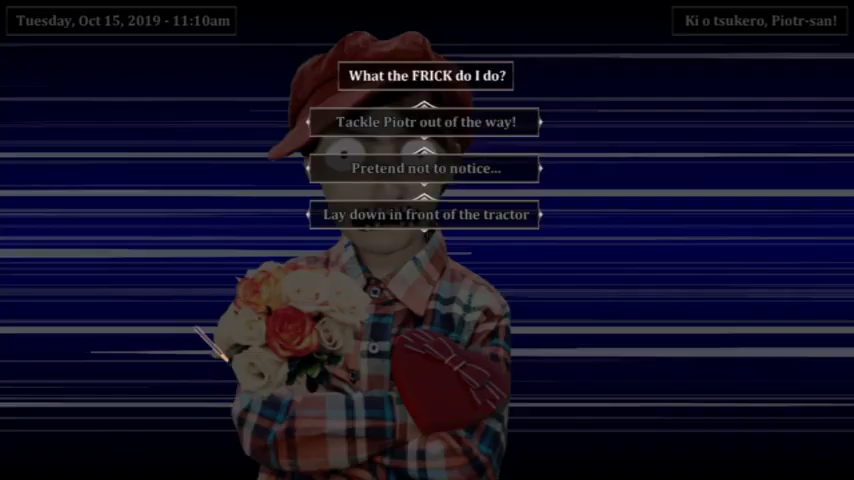 Tuesday, Oct 15, 2019 - 11:10am
Ki o tsukero, Piotr-san!
What the FRICK do I do?
Tackle Piotr out of the way!
Pretend not to notice...
Lay down in front of the tractor